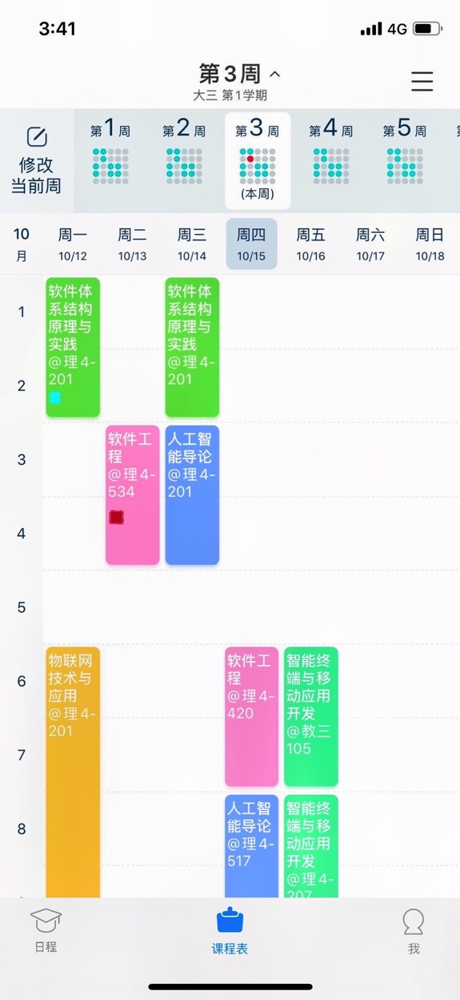 3:41
4G
第3周
大三 第1学期
修改
当前周
第1周
第2周
第3周
(本周)
第4周
第5周
10
月
周一
10/12
周二
10/13
周三
10/14
周四
10/15
周五
10/16
周六
10/17
周日
10/18
1
2
3
4
5
6
7
8
软件体
系结构
原理与
实践
@理4-
201
软件体
系结构
原理与
实践
@理4-
201
软件工
程
@理4-
534
人工智
能导论
@理4-
201
物联网
技术与
应用
@理4-
201
软件工
程
@理4-
420
智能终
端与移
动应用
开发
@教三
105
人工智
能导论
@理4-
517
智能终
端与移
动应用
开发
@理4-
207
日程
课程表
我